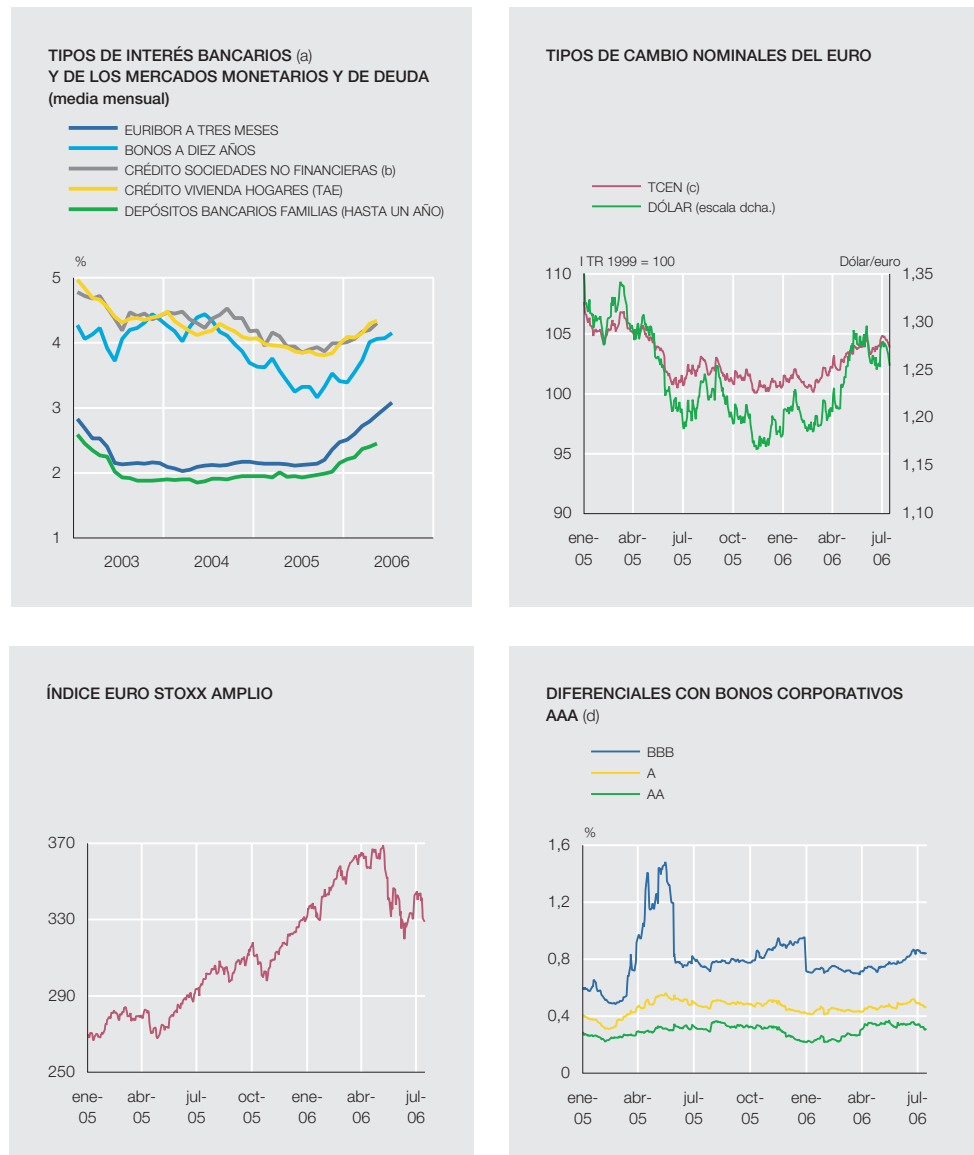 TIPOS DE INTERÉS BANCARIOS (a)
Y DE LOS MERCADOS MONETARIOS Y DE DEUDA
(media mensual)
EURIBOR A TRES MESES
BONOS A DIEZ AÑOS
CRÉDITO SOCIEDADES NO FINANCIERAS (b)
CRÉDITO VIVIENDA HOGARES (TAE)
DEPÓSITOS BANCARIOS FAMILIAS (HASTA UN AÑO)
%
5
4
3
2
1
2003 2004 2005 2006
TIPOS DE CAMBIO NOMINALES DEL EURO
TCEN (c)
DÓLAR (escala dcha.)
I TR 1999 = 100 Dólar/euro
110 1,35
105 1,30
1,25
100 1,20
95 1,15
90 1,10
ene- abr- jul- oct- ene- abr- jul-
05 05 05 05 06 06 06
ÍNDICE EURO STOXX AMPLIO
370
330
290
250
ene- abr- jul- oct- ene- abr- jul-
05 05 05 05 06 06 06
DIFERENCIALES CON BONOS CORPORATIVOS
AAA (d)
BBB
A
AA
%
1,6
1,2
0,8
0,4
0
ene- abr- jul- oct- ene- abr- jul-
05 05 05 05 06 06 06